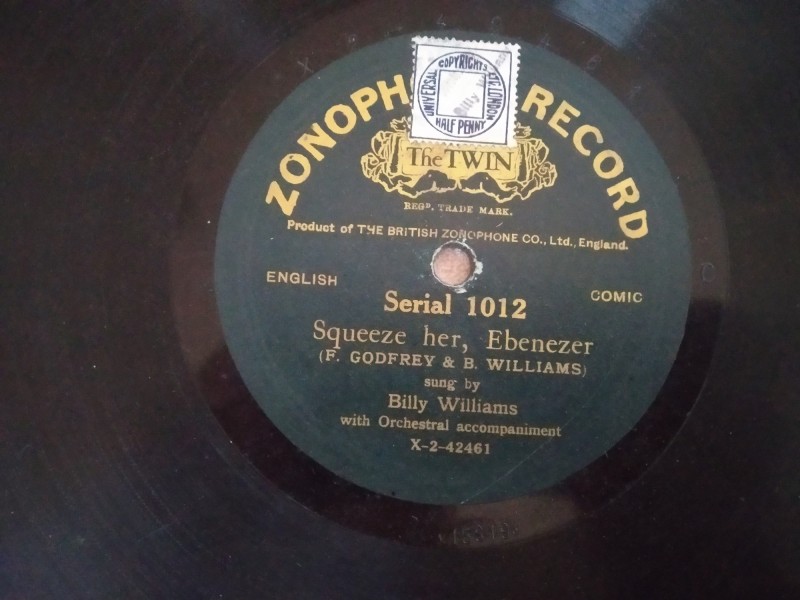 ZONOPH RECORD
UNIVERSAL COPYRIGHTS LTD. LONDON
Billy
HALF PENNY
The TWIN
REGD. TRADE MARK.
Product of THE BRITISH ZONOPHONE CO., Ltd., England.
ENGLISH
COMIC
Serial 1012
Squeeze her, Ebenezer
(F. GODFREY & B. WILLIAMS)
sung by
Billy Williams
with Orchestral accompaniment
X-2-42461